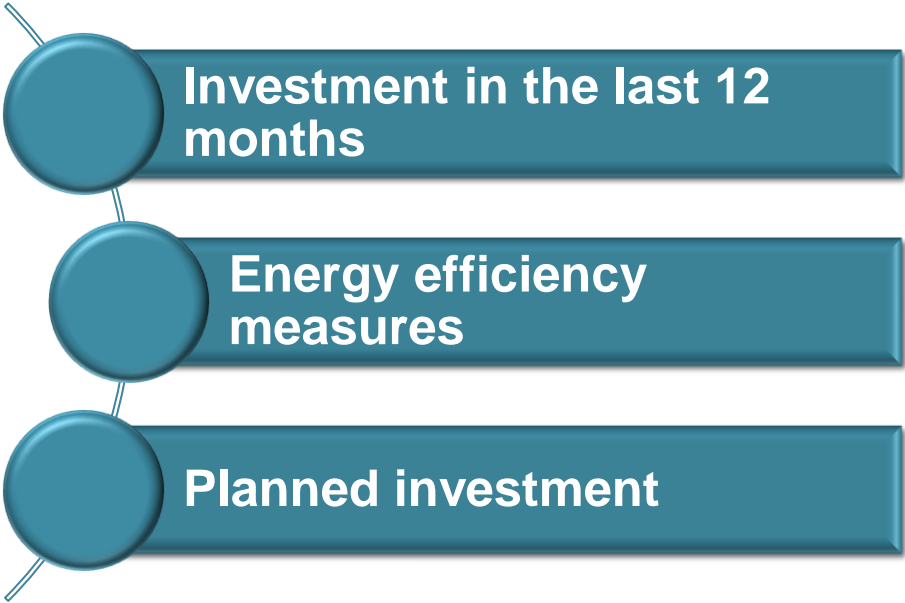 Investment in the last 12
months
Energy efficiency
measures
Planned investment